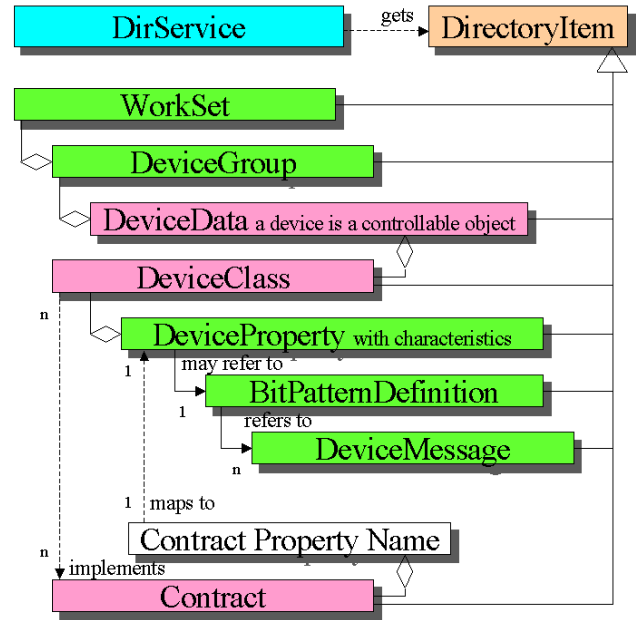 DirService
gets
DirectoryItem
WorkSet
DeviceGroup
DeviceData a device is a controllable object
DeviceClass
n
DeviceProperty with characteristics
1
may refer to
BitPatternDefinition
1
refers to
DeviceMessage
n
1
maps to
Contract Property Name
n
implements
Contract